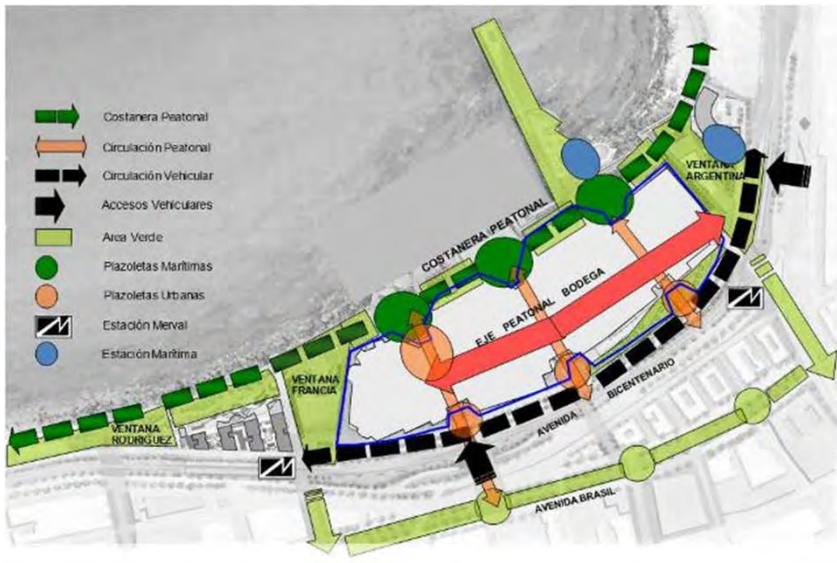 Costanera Peatonal
Circulación Peatonal
Circulación Vehicular
Accesos Vehiculares
Area Verde
Plazoletas Marítimas
Plazoletas Urbanas
Estación Merval
Estación Marítima
VENTANA
ARGENTINA
COSTANERA PEATONAL
EJE PEATONAL BODEGA
VENTANA
FRANCIA
VENTANA
RODRIGUEZ
AVENIDA BICENTENARIO
AVENIDA BRASIL